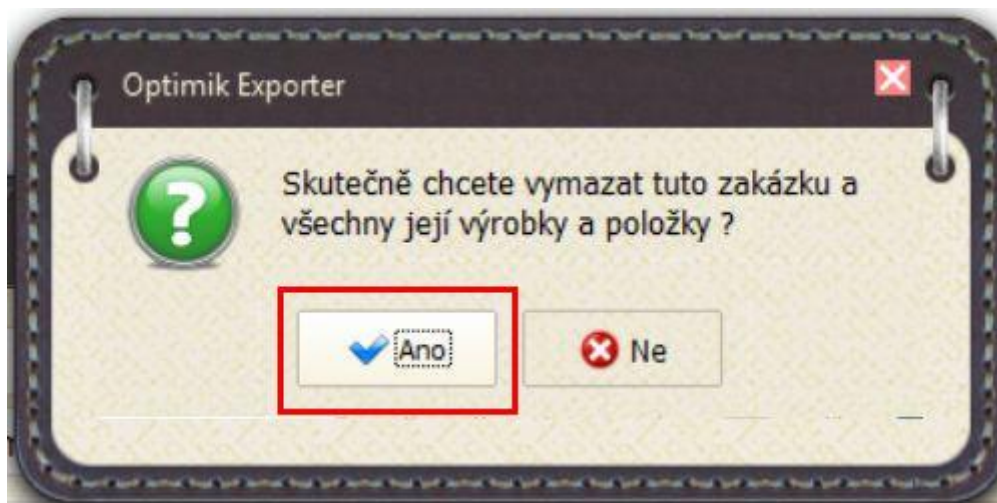 Optimik Exporter
Skutečně chcete vymazat tuto zakázku a
všechny její výrobky a položky ?
Ano
Ne